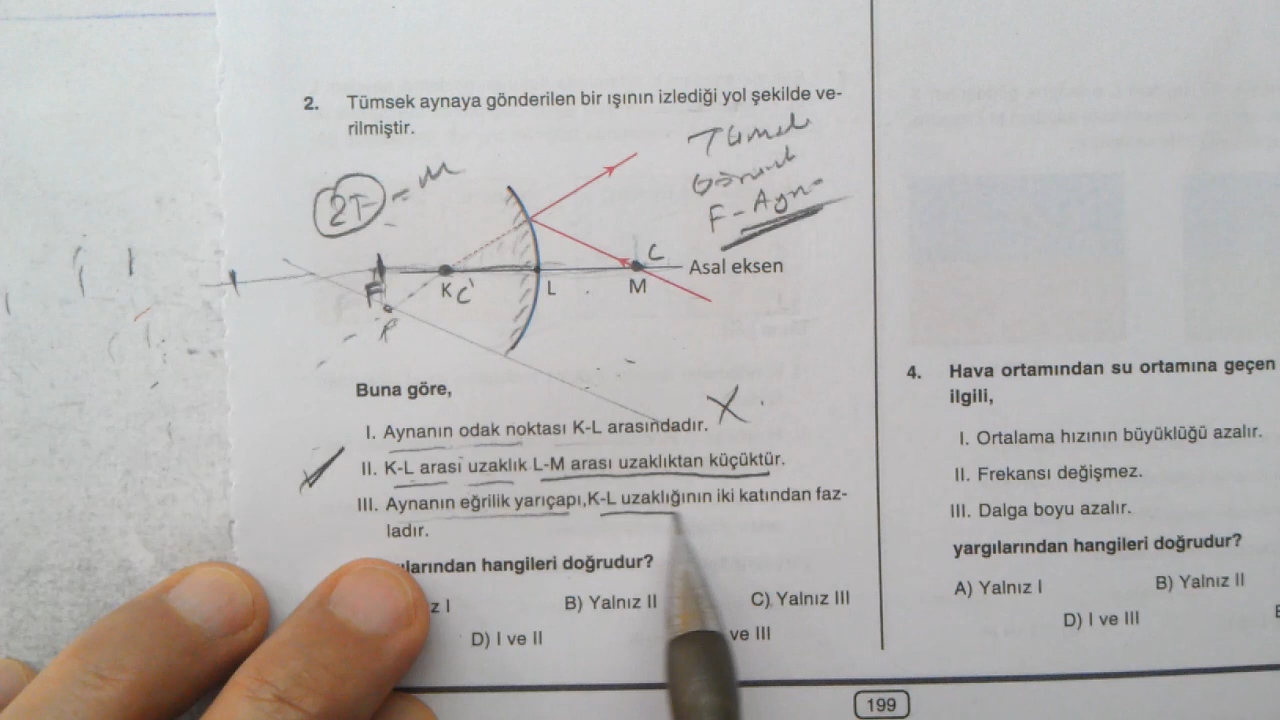 2. Tümsek aynaya gönderilen bir ışının izlediği yol şekilde ve-
rilmiştir.
Tümsek
Görünt
F - Ayn
2F = M
C
Asal eksen
F
K
C'
L
M
Buna göre,
I. Aynanın odak noktası K-L arasındadır. X
II. K-L arası uzaklık L-M arası uzaklıktan küçüktür.
III. Aynanın eğrilik yarıçapı,K-L uzaklığının iki katından faz-
ladır.
larından hangileri doğrudur?
z I
B) Yalnız II
C) Yalnız III
D) I ve II
ve III
4. Hava ortamından su ortamına geçen
ilgili,
I. Ortalama hızının büyüklüğü azalır.
II. Frekansı değişmez.
III. Dalga boyu azalır.
yargılarından hangileri doğrudur?
A) Yalnız I
B) Yalnız II
D) I ve III
199